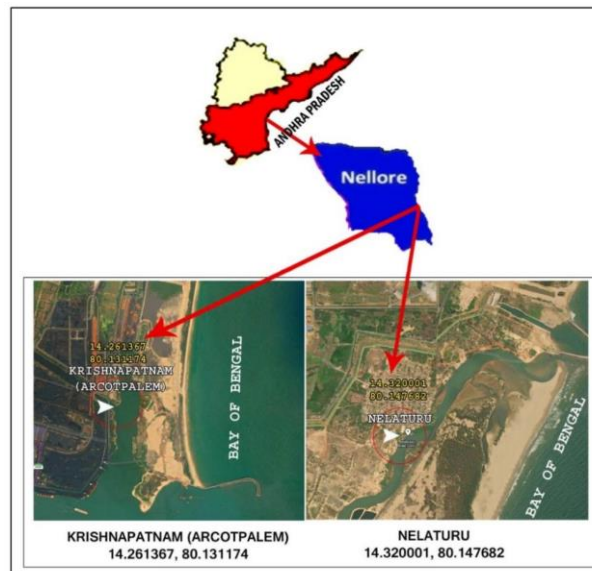 ANDHRA PRADESH
Nellore
14.261367
80.131174
KRISHNAPATNAM
(ARCOTPALEM)
BAY OF BENGAL
14.320001
80.147682
NELATURU
BAY OF BENGAL
KRISHNAPATNAM (ARCOTPALEM)
14.261367, 80.131174
NELATURU
14.320001, 80.147682